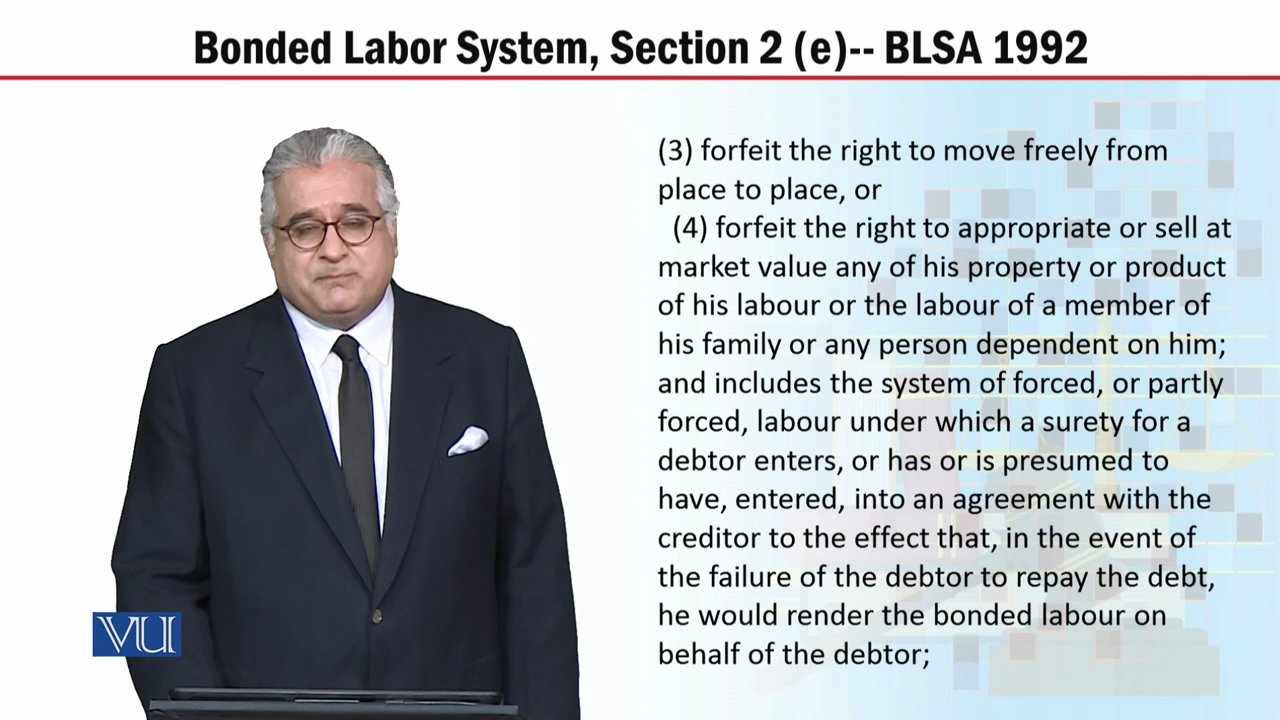 Bonded Labor System, Section 2 (e)-- BLSA 1992
(3) forfeit the right to move freely from
place to place, or
(4) forfeit the right to appropriate or sell at
market value any of his property or product
of his labour or the labour of a member of
his family or any person dependent on him;
and includes the system of forced, or partly
forced, labour under which a surety for a
debtor enters, or has or is presumed to
have, entered, into an agreement with the
creditor to the effect that, in the event of
the failure of the debtor to repay the debt,
he would render the bonded labour on
behalf of the debtor;
VU